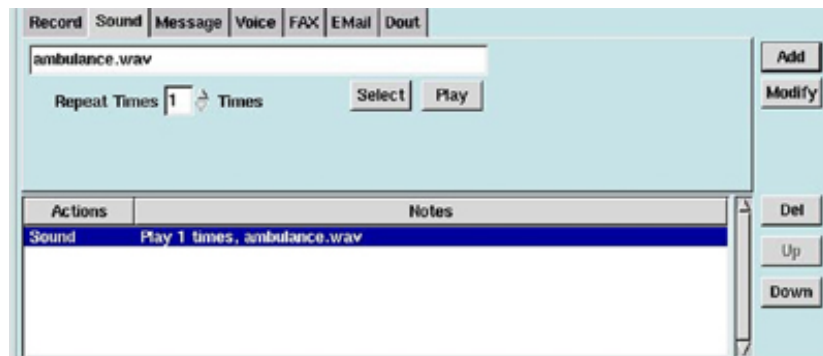 Record Sound Message Voice FAX EMail Dout
ambulance.wav Add
Repeat Times 1 Times Select Play Modify
Actions Notes Del
Sound Play 1 times, ambulance.wav
Up
Down